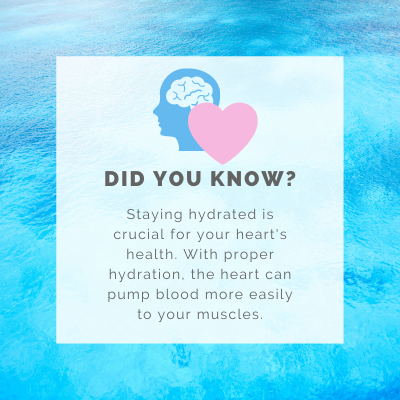 DID YOU KNOW?
Staying hydrated is
crucial for your heart's
health. With proper
hydration, the heart can
pump blood more easily
to your muscles.